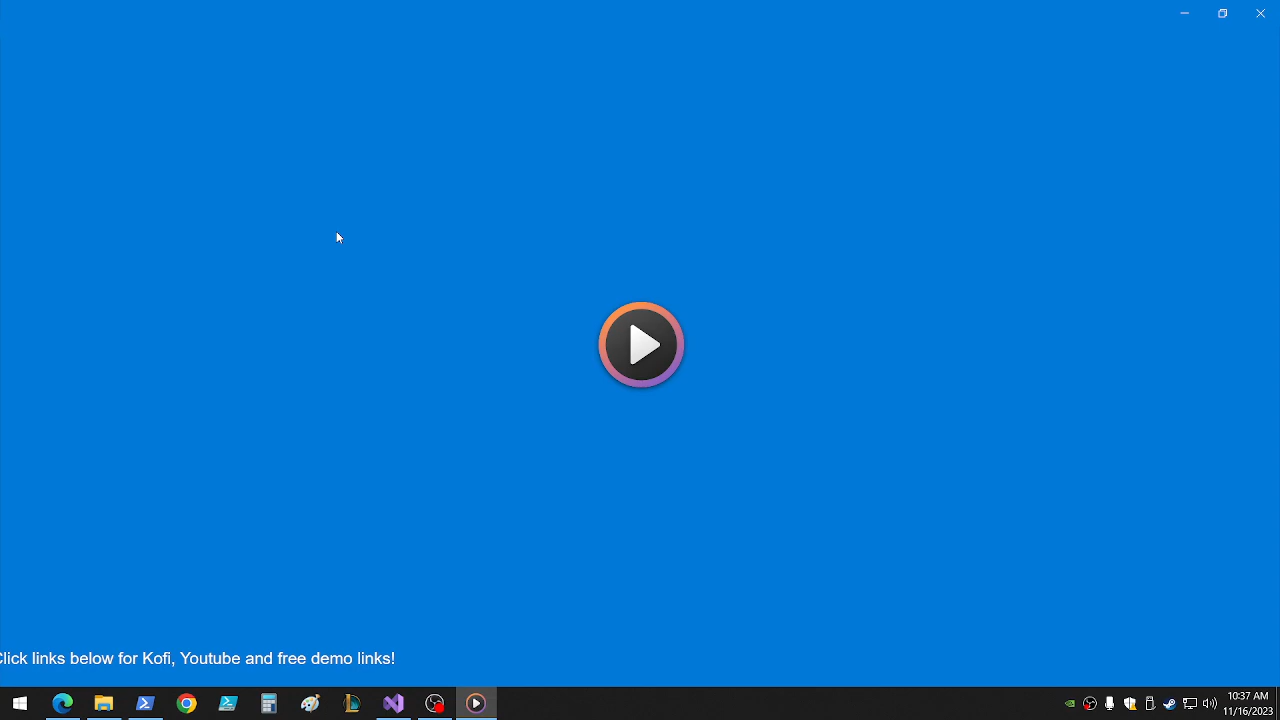 Click links below for Kofi, Youtube and free demo links!
10:37 AM
11/16/2023